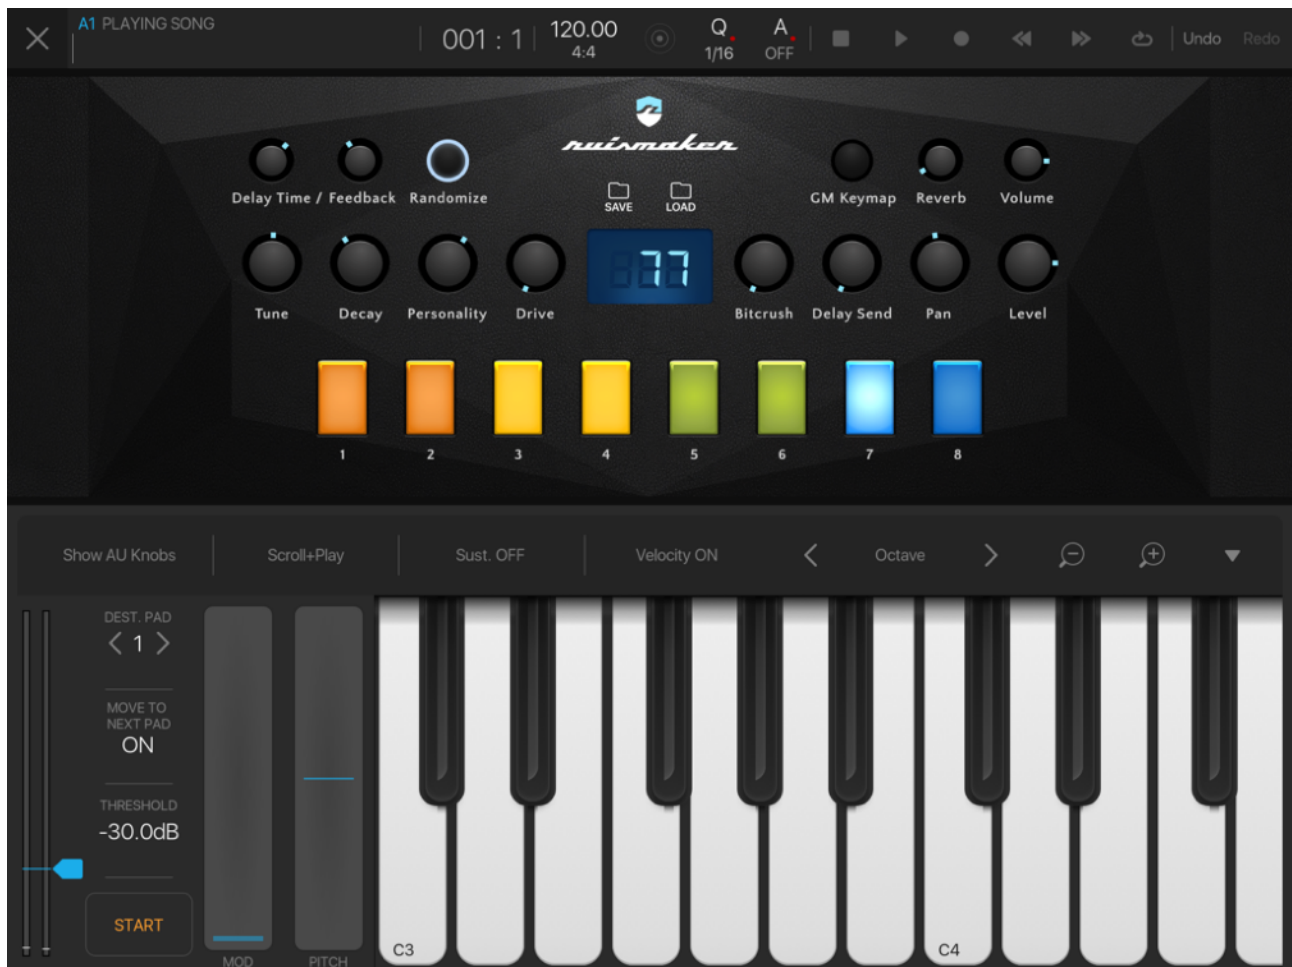 A1 PLAYING SONG
001 : 1
120.00
4:4
Q
1/16
A
OFF
Undo
Redo
ruismaker
Delay Time / Feedback
Randomize
SAVE
LOAD
GM Keymap
Reverb
Volume
77
Tune
Decay
Personality
Drive
Bitcrush
Delay Send
Pan
Level
1
2
3
4
5
6
7
8
Show AU Knobs
Scroll+Play
Sust. OFF
Velocity ON
Octave
DEST. PAD
1
MOVE TO
NEXT PAD
ON
THRESHOLD
-30.0dB
START
MOD
PITCH
C3
C4